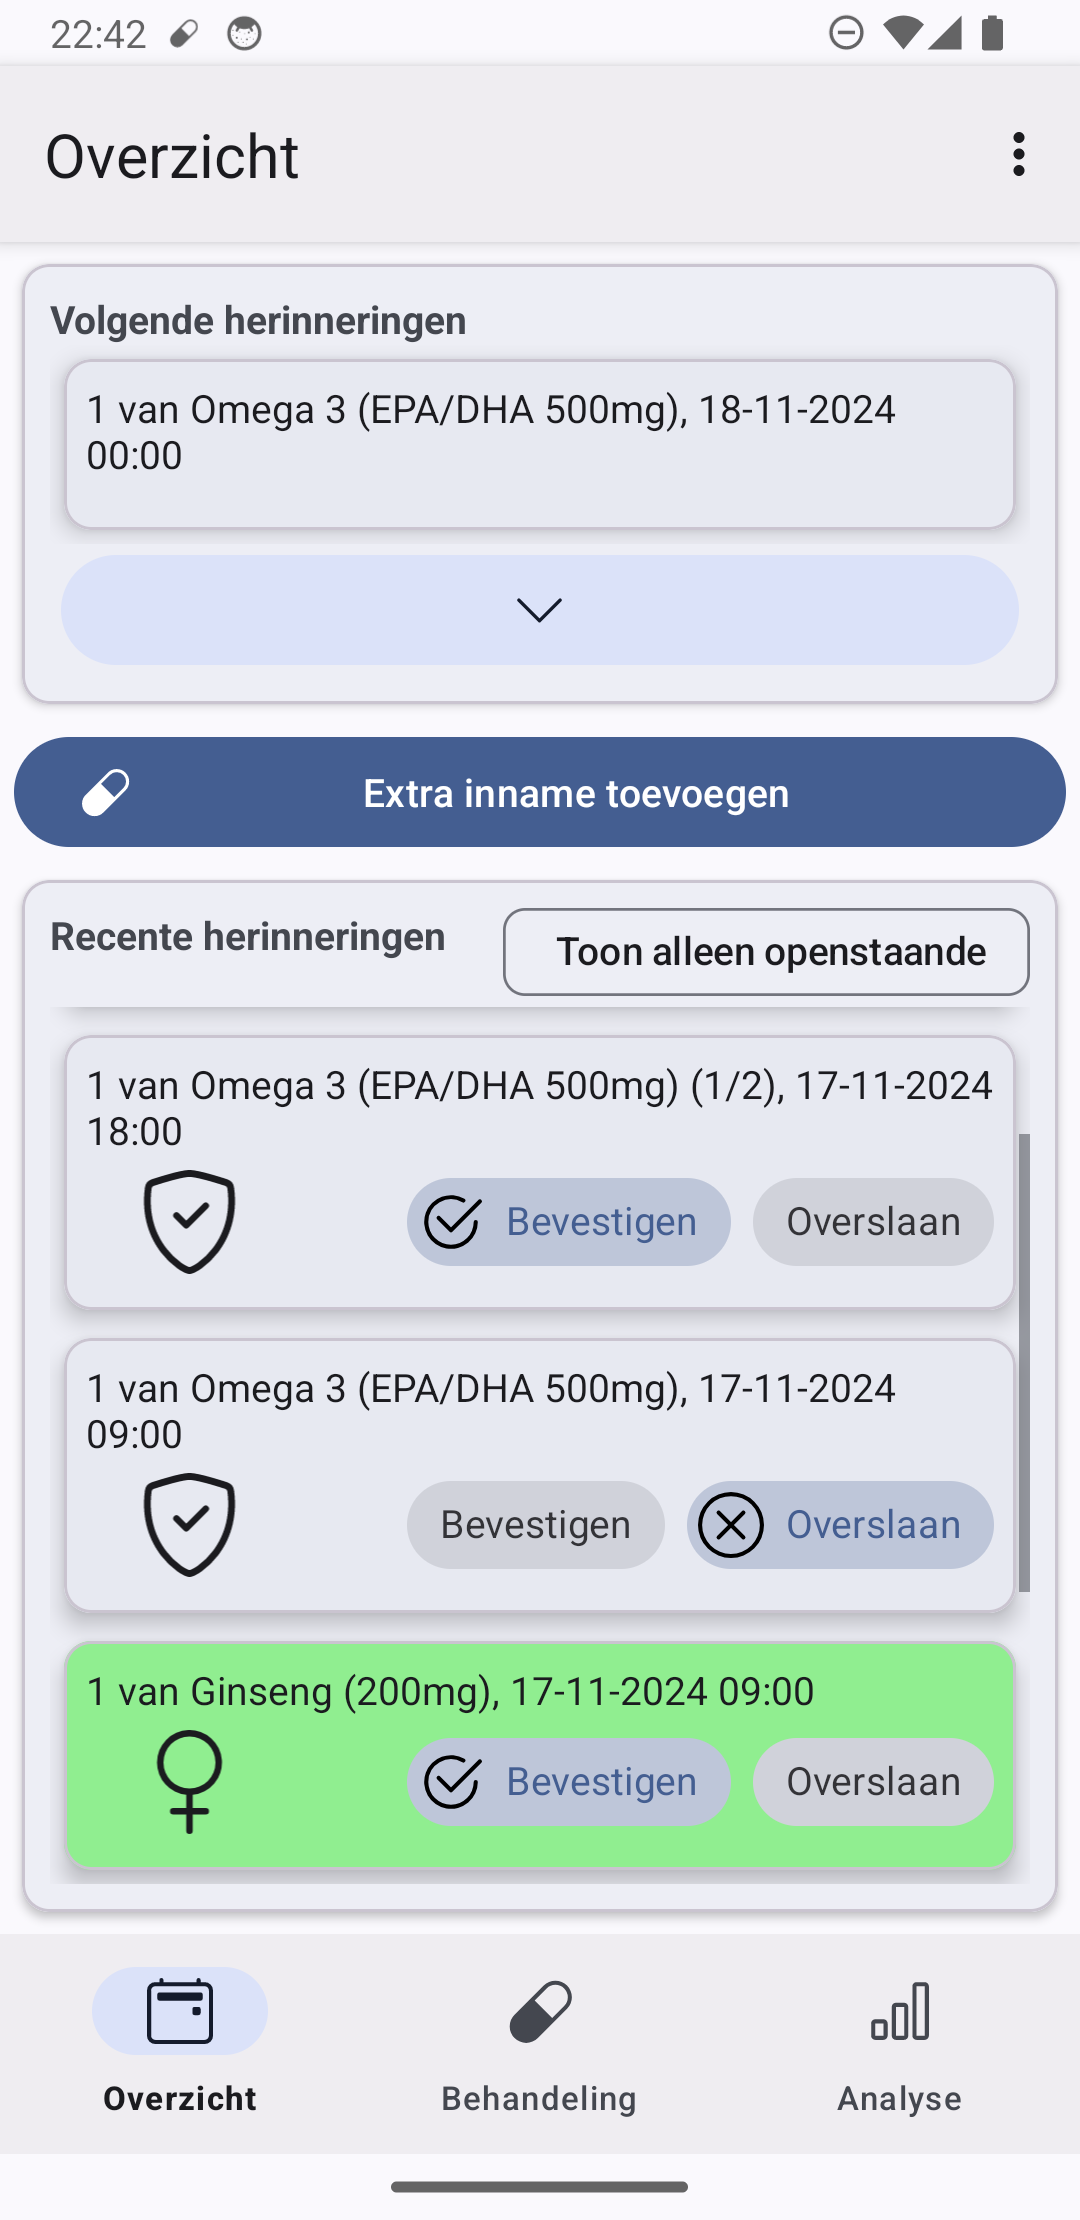 22:42
Overzicht
Volgende herinneringen
1 van Omega 3 (EPA/DHA 500mg), 18-11-2024
00:00
Extra inname toevoegen
Recente herinneringen
Toon alleen openstaande
1 van Omega 3 (EPA/DHA 500mg) (1/2), 17-11-2024
18:00
Bevestigen Overslaan
1 van Omega 3 (EPA/DHA 500mg), 17-11-2024
09:00
Bevestigen Overslaan
1 van Ginseng (200mg), 17-11-2024 09:00
Bevestigen Overslaan
Overzicht Behandeling Analyse